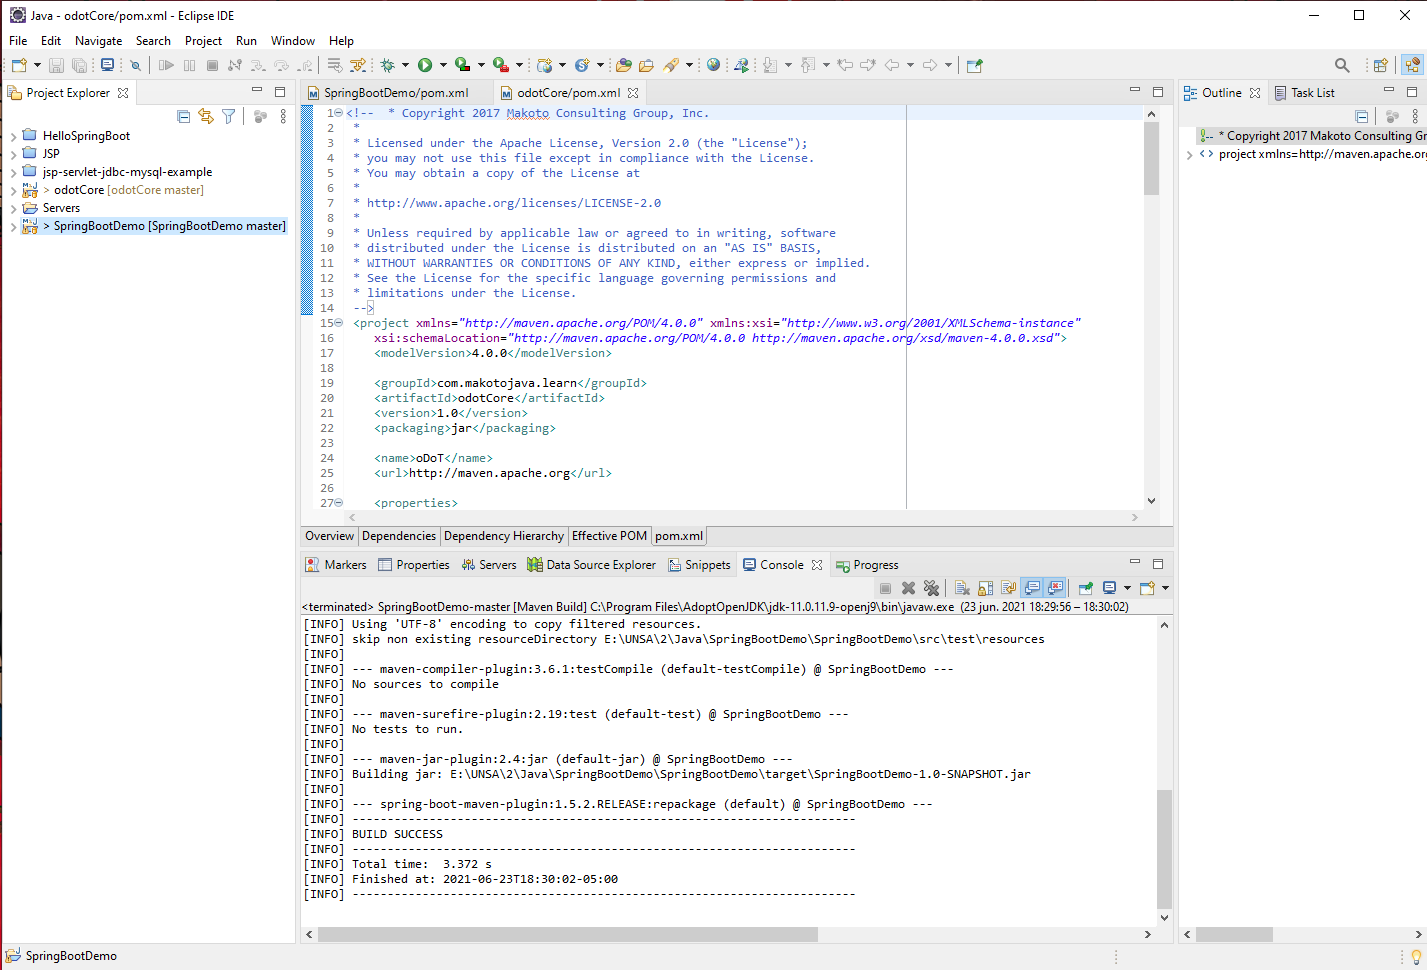 Java - odotCore/pom.xml - Eclipse IDE
File Edit Navigate Search Project Run Window Help
Project Explorer
HelloSpringBoot
JSP
jsp-servlet-jdbc-mysql-example
> odotCore [odotCore master]
Servers
> SpringBootDemo [SpringBootDemo master]
SpringBootDemo/pom.xml odotCore/pom.xml
1 <!-- * Copyright 2017 Makoto Consulting Group, Inc.
2 *
3 * Licensed under the Apache License, Version 2.0 (the "License");
4 * you may not use this file except in compliance with the License.
5 * You may obtain a copy of the License at
6 *
7 * http://www.apache.org/licenses/LICENSE-2.0
8 *
9 * Unless required by applicable law or agreed to in writing, software
10 * distributed under the License is distributed on an "AS IS" BASIS,
11 * WITHOUT WARRANTIES OR CONDITIONS OF ANY KIND, either express or implied.
12 * See the License for the specific language governing permissions and
13 * limitations under the License.
14 -->
15 <project xmlns="http://maven.apache.org/POM/4.0.0" xmlns:xsi="http://www.w3.org/2001/XMLSchema-instance"
16 xsi:schemaLocation="http://maven.apache.org/POM/4.0.0 http://maven.apache.org/xsd/maven-4.0.0.xsd">
17 <modelVersion>4.0.0</modelVersion>
18
19 <groupId>com.makotojava.learn</groupId>
20 <artifactId>odotCore</artifactId>
21 <version>1.0</version>
22 <packaging>jar</packaging>
23
24 <name>oDoT</name>
25 <url>http://maven.apache.org</url>
26
27 <properties>
Overview Dependencies Dependency Hierarchy Effective POM pom.xml
Outline Task List
!-- * Copyright 2017 Makoto Consulting Gr
project xmlns=http://maven.apache.or
Markers Properties Servers Data Source Explorer Snippets Console Progress
<terminated> SpringBootDemo-master [Maven Build] C:\Program Files\AdoptOpenJDK\jdk-11.0.11.9-openj9\bin\javaw.exe (23 jun. 2021 18:29:56 – 18:30:02)
[INFO] Using 'UTF-8' encoding to copy filtered resources.
[INFO] skip non existing resourceDirectory E:\UNSA\2\Java\SpringBootDemo\SpringBootDemo\src\test\resources
[INFO]
[INFO] --- maven-compiler-plugin:3.6.1:testCompile (default-testCompile) @ SpringBootDemo ---
[INFO] No sources to compile
[INFO]
[INFO] --- maven-surefire-plugin:2.19:test (default-test) @ SpringBootDemo ---
[INFO] No tests to run.
[INFO]
[INFO] --- maven-jar-plugin:2.4:jar (default-jar) @ SpringBootDemo ---
[INFO] Building jar: E:\UNSA\2\Java\SpringBootDemo\SpringBootDemo\target\SpringBootDemo-1.0-SNAPSHOT.jar
[INFO]
[INFO] --- spring-boot-maven-plugin:1.5.2.RELEASE:repackage (default) @ SpringBootDemo ---
[INFO] ------------------------------------------------------------------------
[INFO] BUILD SUCCESS
[INFO] ------------------------------------------------------------------------
[INFO] Total time: 3.372 s
[INFO] Finished at: 2021-06-23T18:30:02-05:00
[INFO] ------------------------------------------------------------------------
SpringBootDemo